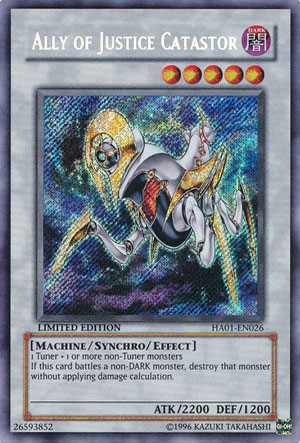 ALLY OF JUSTICE CATASTOR
DARK
闇
LIMITED EDITION
HA01-EN026
[MACHINE/SYNCHRO/EFFECT]
1 Tuner + 1 or more non-Tuner monsters
If this card battles a non-DARK monster, destroy that monster
without applying damage calculation.
ATK/2200 DEF/1200
26593852
©1996 KAZUKI TAKAHASHI